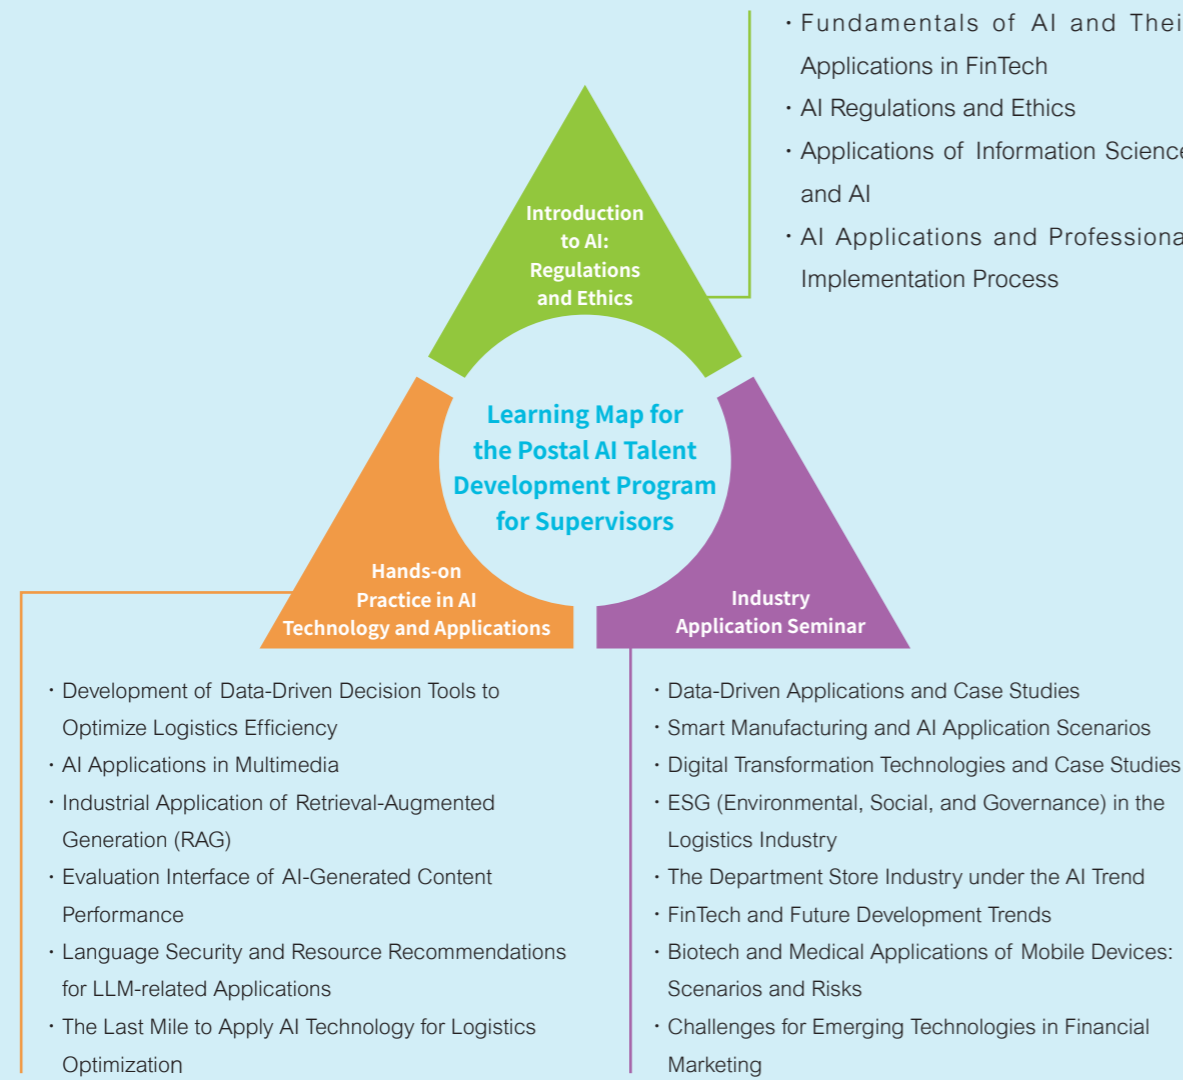 · Fundamentals of AI and Thei
Applications in FinTech
· AI Regulations and Ethics
· Applications of Information Science
and AI
· AI Applications and Professiona
Implementation Process
Introduction
to AI:
Regulations
and Ethics
Learning Map for
the Postal AI Talent
Development Program
for Supervisors
Hands-on
Practice in AI
Technology and Applications
Industry
Application Seminar
· Development of Data-Driven Decision Tools to
Optimize Logistics Efficiency
· AI Applications in Multimedia
· Industrial Application of Retrieval-Augmented
Generation (RAG)
· Evaluation Interface of AI-Generated Content
Performance
· Language Security and Resource Recommendations
for LLM-related Applications
· The Last Mile to Apply AI Technology for Logistics
Optimization
· Data-Driven Applications and Case Studies
· Smart Manufacturing and AI Application Scenarios
· Digital Transformation Technologies and Case Studies
· ESG (Environmental, Social, and Governance) in the
Logistics Industry
· The Department Store Industry under the AI Trend
· FinTech and Future Development Trends
· Biotech and Medical Applications of Mobile Devices:
Scenarios and Risks
· Challenges for Emerging Technologies in Financial
Marketing